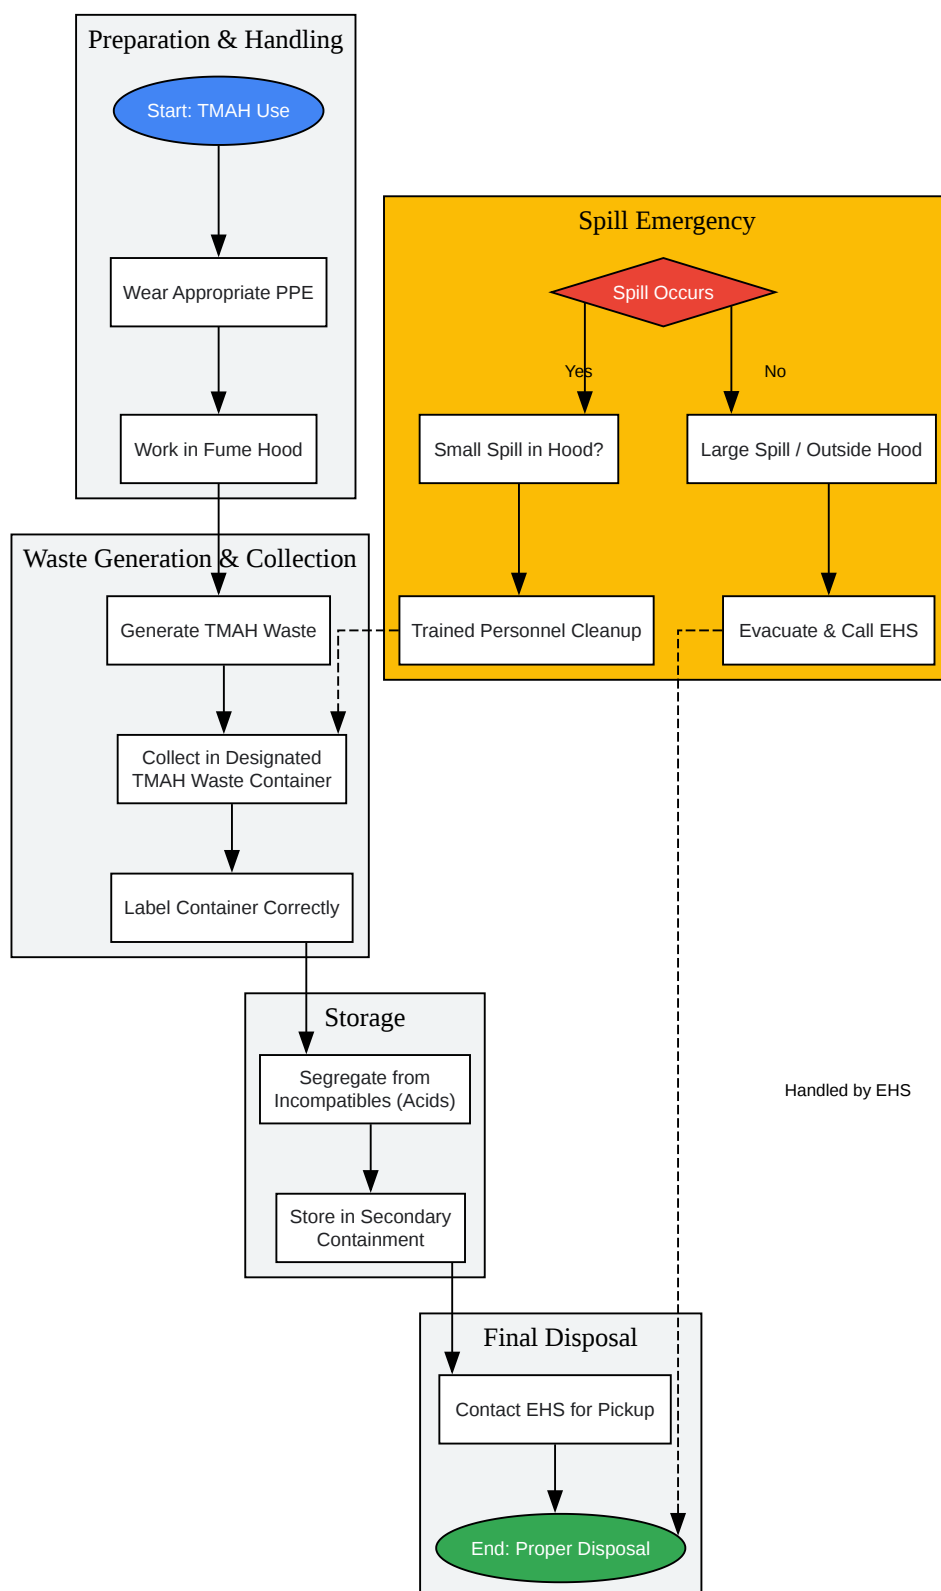 Preparation & Handling
Start: TMAH Use
Wear Appropriate PPE
Work in Fume Hood
Spill Emergency
Spill Occurs
Yes
No
Small Spill in Hood?
Large Spill / Outside Hood
Trained Personnel Cleanup
Evacuate & Call EHS
Waste Generation & Collection
Generate TMAH Waste
Collect in Designated
TMAH Waste Container
Label Container Correctly
Storage
Segregate from
Incompatibles (Acids)
Store in Secondary
Containment
Handled by EHS
Final Disposal
Contact EHS for Pickup
End: Proper Disposal